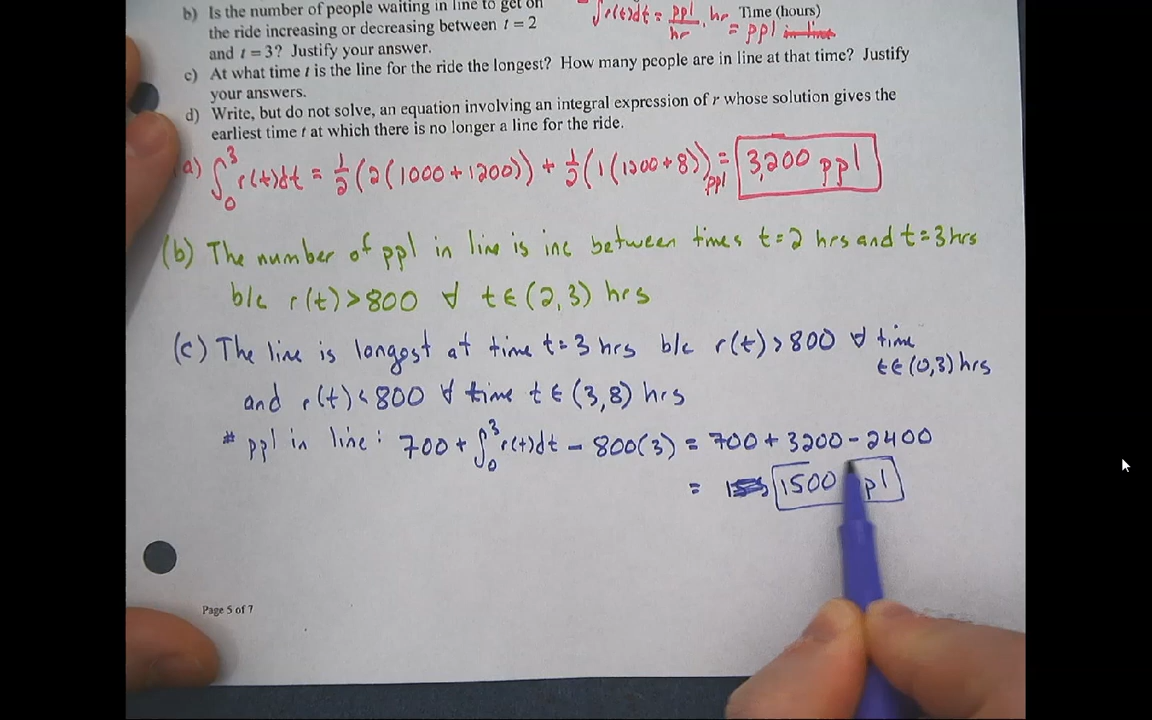 b) Is the number of people waiting in line to get on
the ride increasing or decreasing between t = 2
and t = 3? Justify your answer.
∫r(t)dt = ppl/hr · hr
= ppl in line
Time (hours)
c) At what time t is the line for the ride the longest? How many people are in line at that time? Justify
your answers.
d) Write, but do not solve, an equation involving an integral expression of r whose solution gives the
earliest time t at which there is no longer a line for the ride.
a) ∫₀³ r(t)dt = 1/2 (2(1000+1200)) + 1/2 (1(1200+8)) ppl = 3,200 ppl
(b) The number of ppl in line is inc between times t=2 hrs and t=3 hrs
b/c r(t)>800 ∀ t∈(2,3) hrs
(c) The line is longest at time t=3 hrs b/c r(t)>800 ∀ time
t∈(0,3) hrs
and r(t)<800 ∀ time t∈(3,8) hrs
# ppl in line: 700 + ∫₀³ r(t)dt - 800(3) = 700 + 3200 - 2400
= 1500 ppl
Page 5 of 7